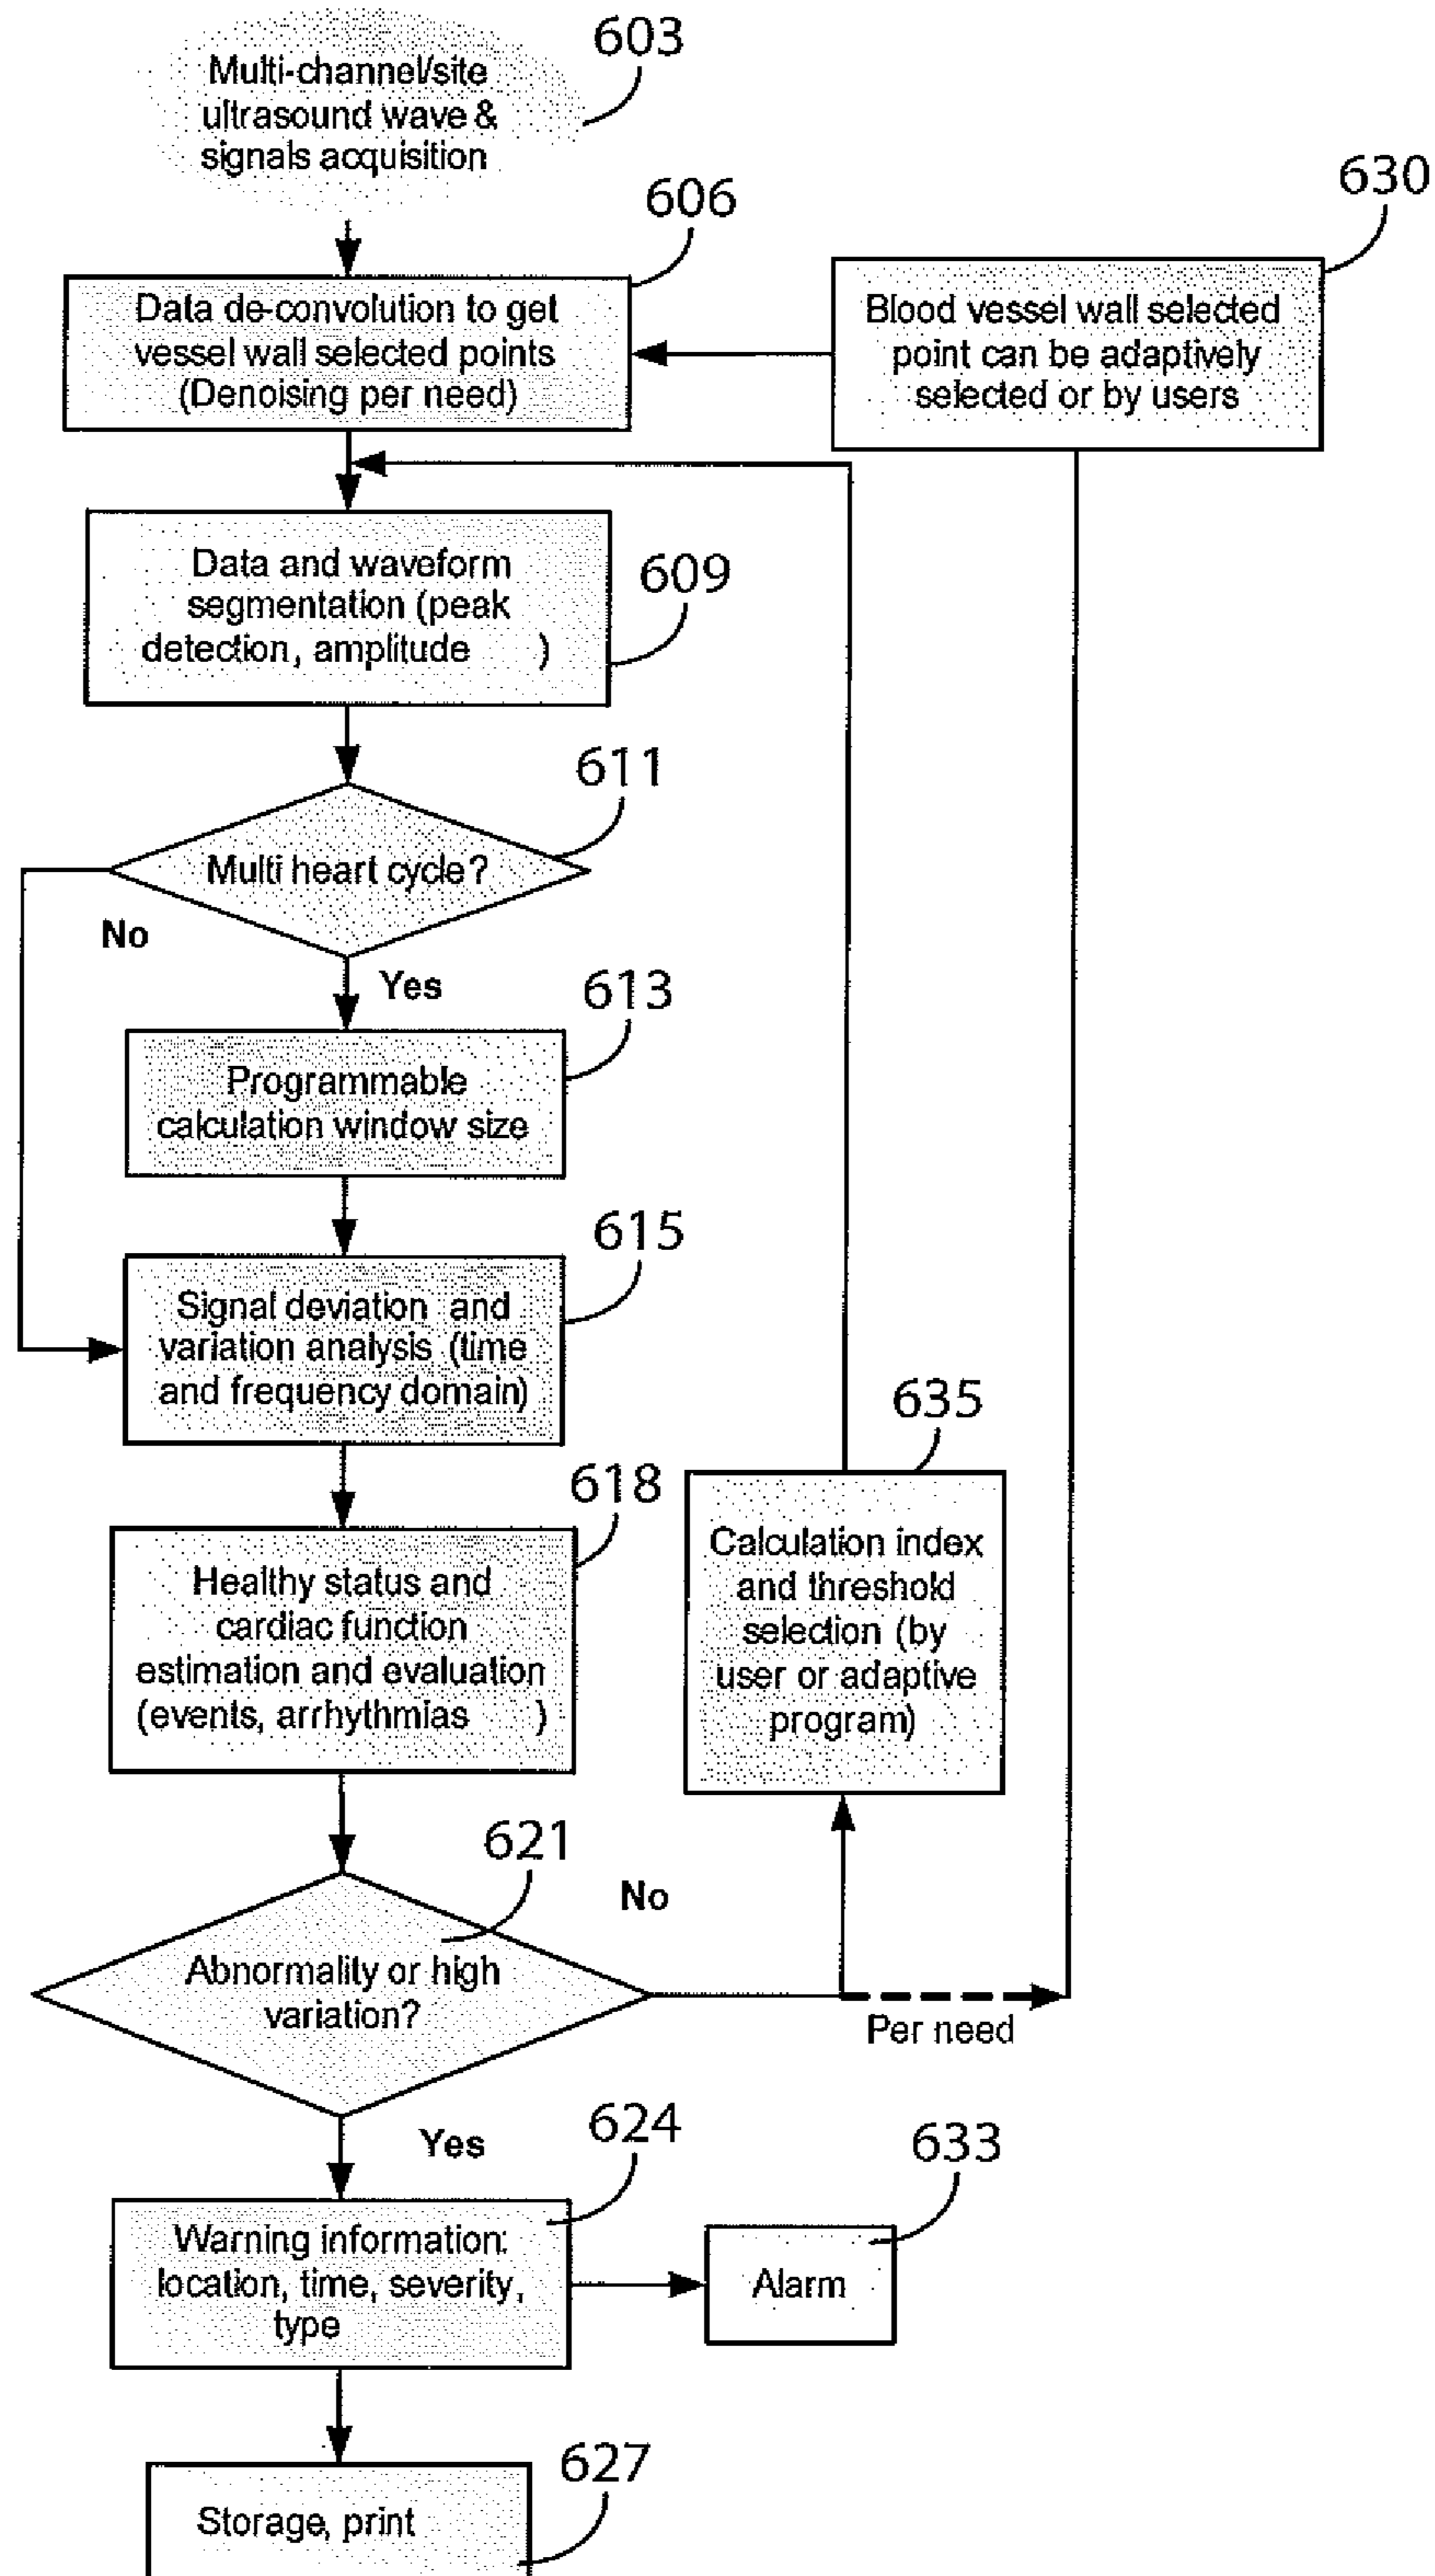 603
Multi-channel/site
ultrasound wave &
signals acquisition
606
630
Data de-convolution to get
vessel wall selected points
(Denoising per need)
Blood vessel wall selected
point can be adaptively
selected or by users
609
Data and waveform
segmentation (peak
detection, amplitude )
611
Multi heart cycle?
No
Yes
613
Programmable
calculation window size
615
Signal deviation and
variation analysis (time
and frequency domain)
635
618
Calculation index
and threshold
selection (by
user or adaptive
program)
Healthy status and
cardiac function
estimation and evaluation
(events, arrhythmias )
621
No
Abnormality or high
variation?
Per need
Yes
624
633
Warning information:
location, time, severity,
type
Alarm
627
Storage, print